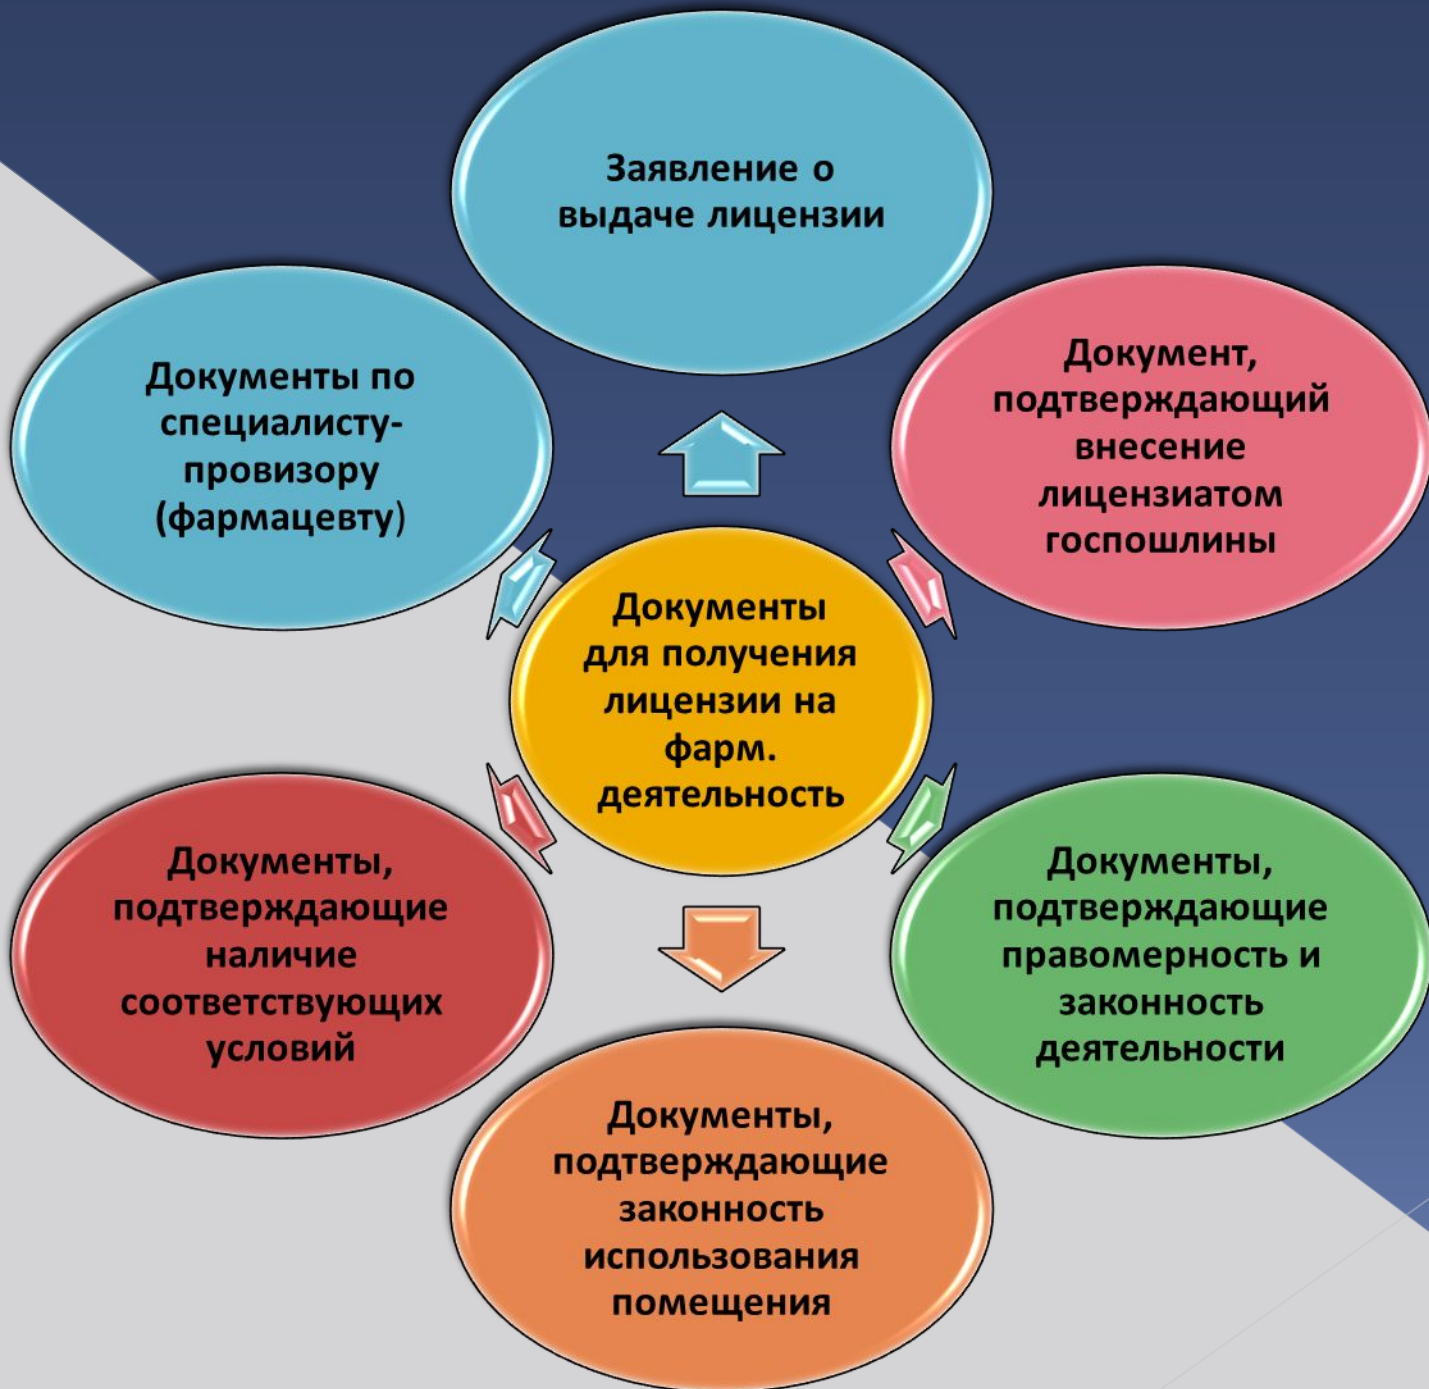 Заявление о
выдаче лицензии
Документ,
подтверждающий
внесение
лицензиатом
госпошлины
Документы по
специалисту-
провизору
(фармацевту)
Документы
для получения
лицензии на
фарм.
деятельность
Документы,
подтверждающие
наличие
соответствующих
условий
Документы,
подтверждающие
правомерность и
законность
деятельности
Документы,
подтверждающие
законность
использования
помещения